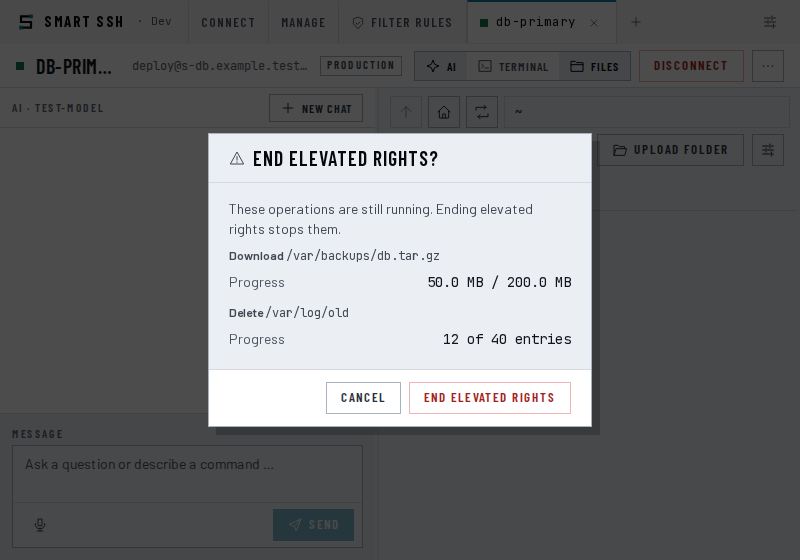 SMART SSH · Dev CONNECT MANAGE FILTER RULES db-primary
DB-PRIM... deploy@s-db.example.test… PRODUCTION AI TERMINAL FILES DISCONNECT
AI · TEST-MODEL NEW CHAT ~
UPLOAD FOLDER
END ELEVATED RIGHTS?
These operations are still running. Ending elevated
rights stops them.
Download /var/backups/db.tar.gz
Progress 50.0 MB / 200.0 MB
Delete /var/log/old
Progress 12 of 40 entries
CANCEL END ELEVATED RIGHTS
MESSAGE
Ask a question or describe a command ...
SEND